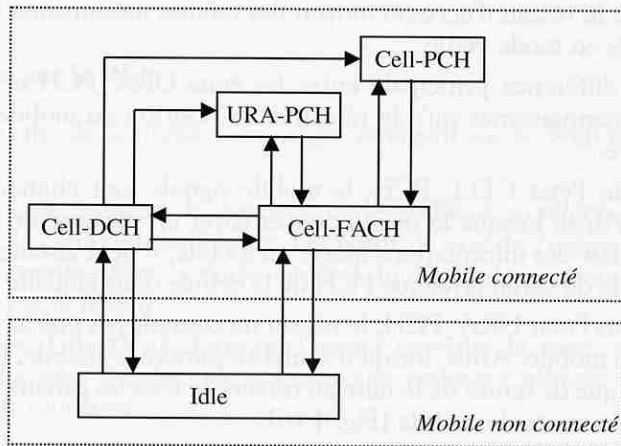 Cell-PCH
URA-PCH
Cell-DCH
Cell-FACH
Mobile connecté
Idle
Mobile non connecté